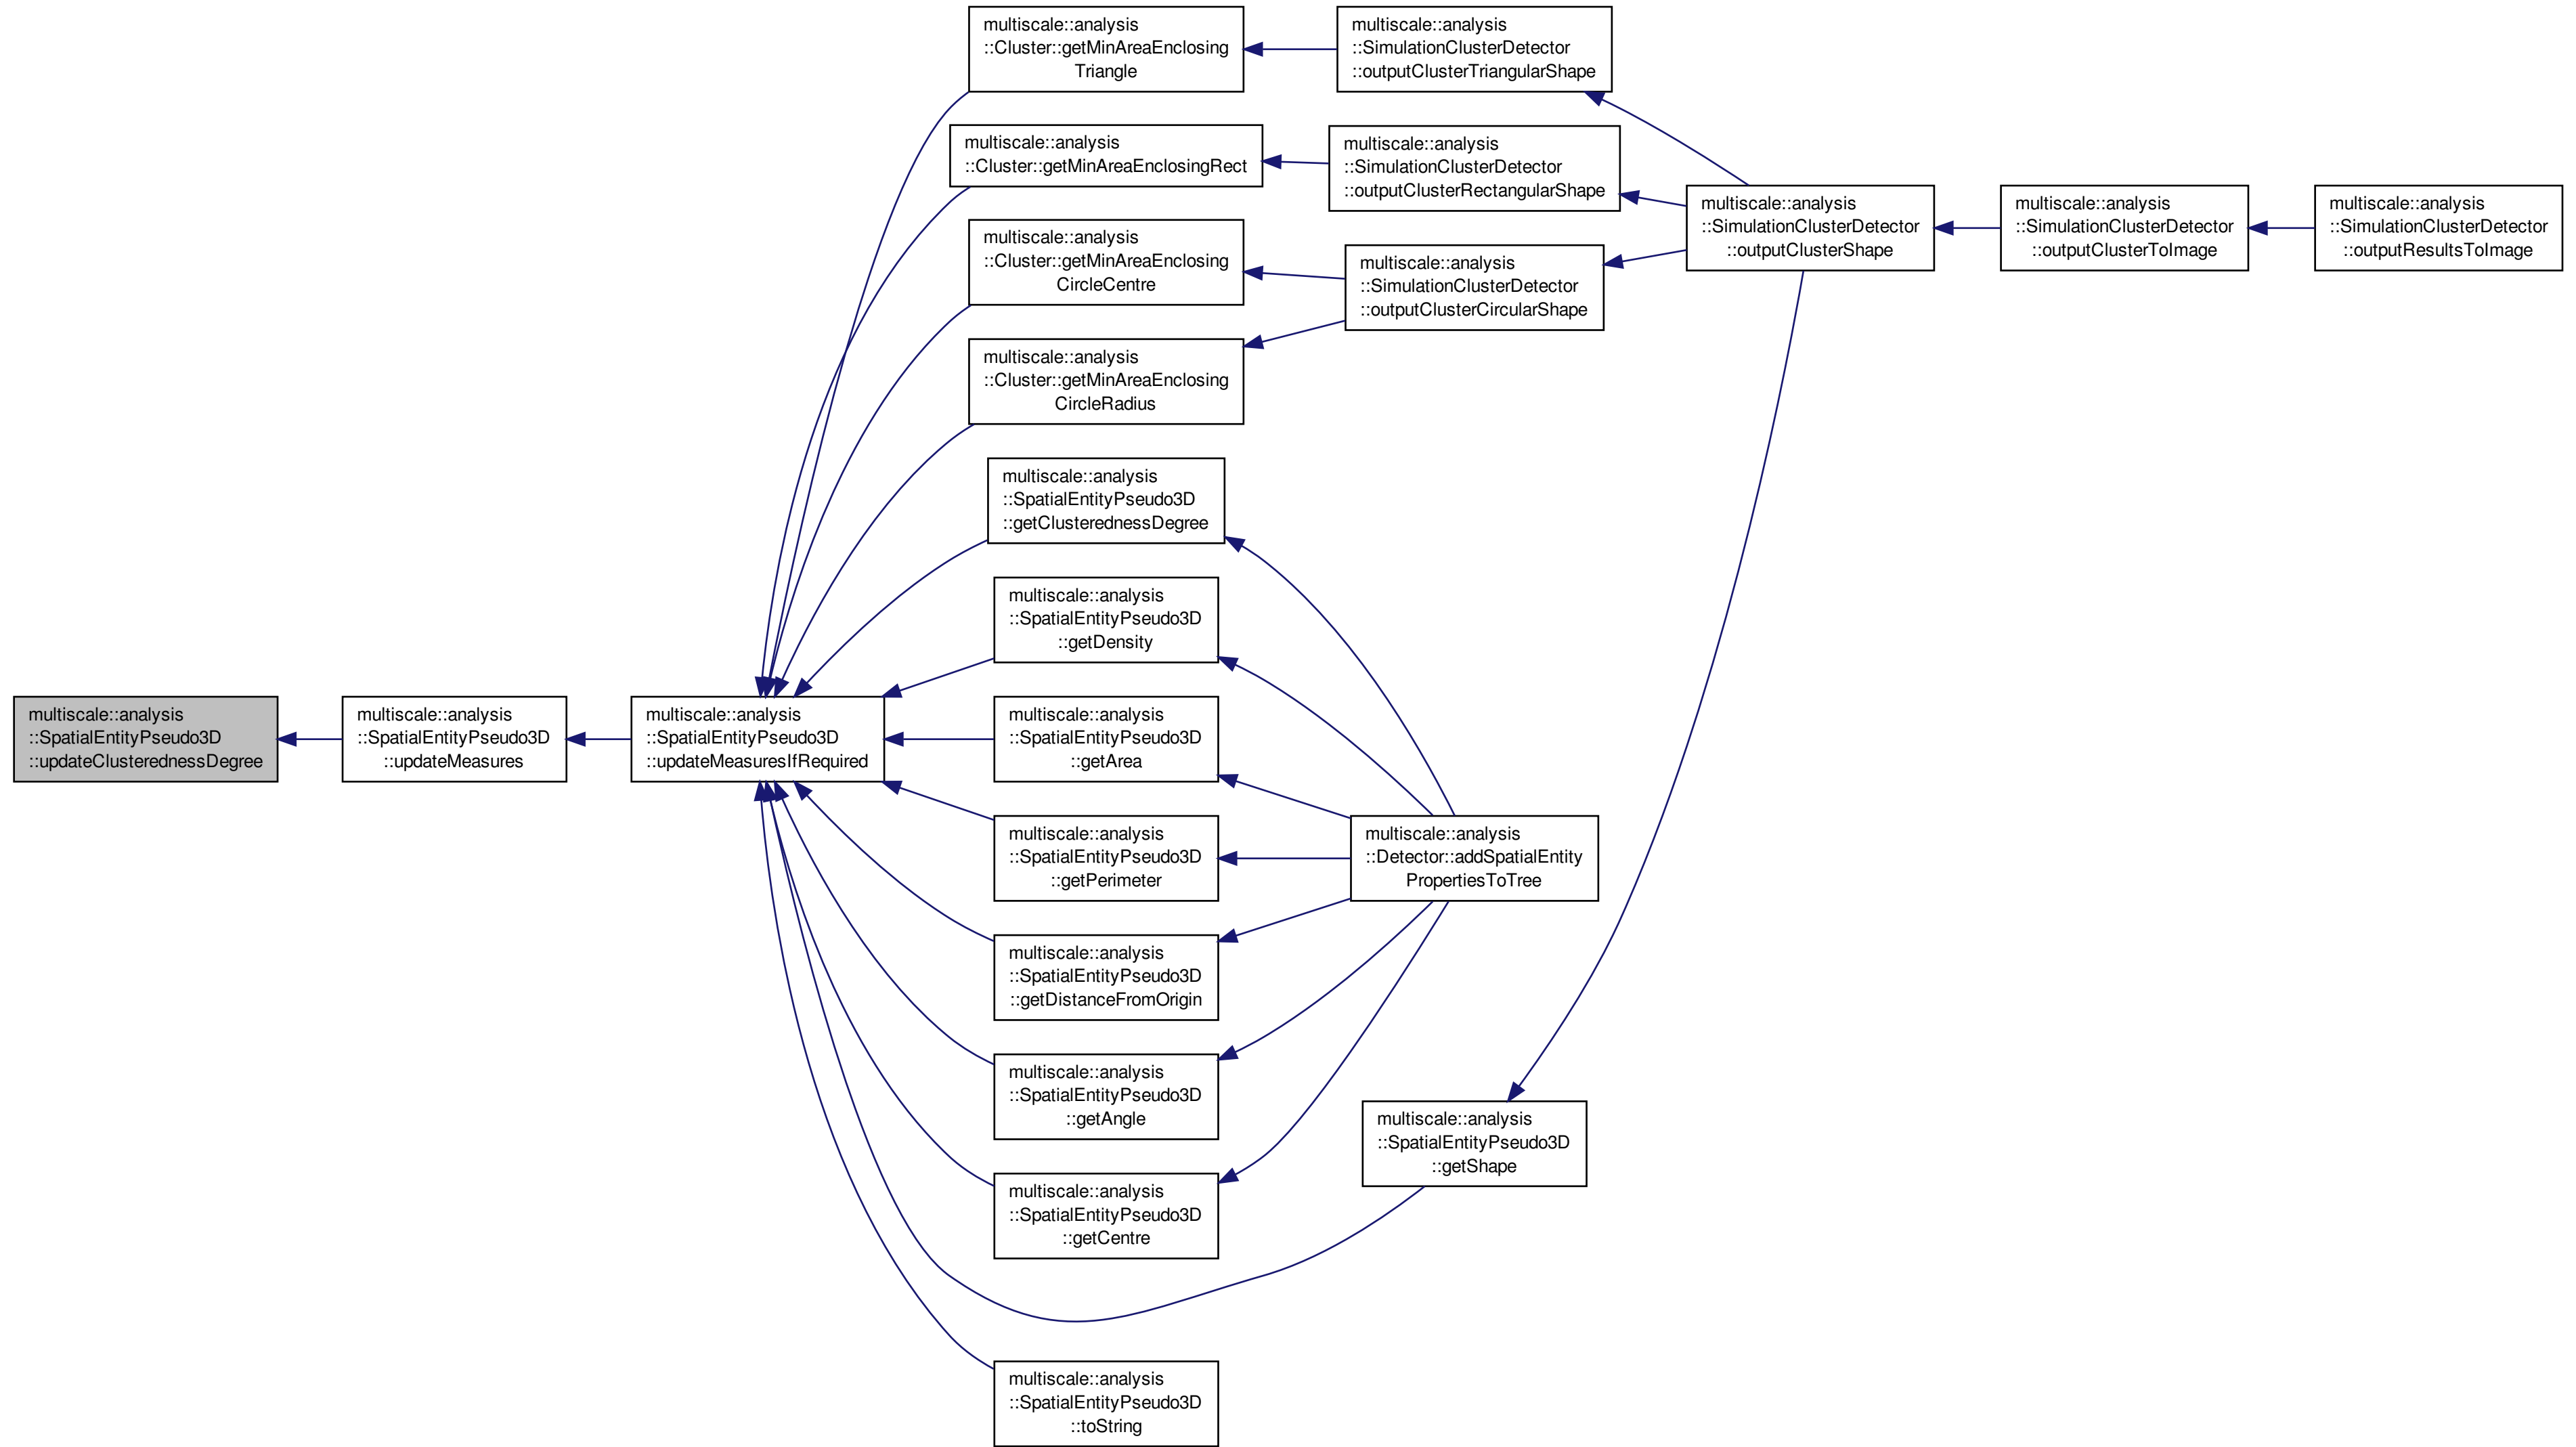 multiscale::analysis
::Cluster::getMinAreaEnclosing
Triangle
multiscale::analysis
::SimulationClusterDetector
::outputClusterTriangularShape
multiscale::analysis
::Cluster::getMinAreaEnclosingRect
multiscale::analysis
::SimulationClusterDetector
::outputClusterRectangularShape
multiscale::analysis
::Cluster::getMinAreaEnclosing
CircleCentre
multiscale::analysis
::SimulationClusterDetector
::outputClusterCircularShape
multiscale::analysis
::SimulationClusterDetector
::outputClusterShape
multiscale::analysis
::SimulationClusterDetector
::outputClusterToImage
multiscale::analysis
::SimulationClusterDetector
::outputResultsToImage
multiscale::analysis
::Cluster::getMinAreaEnclosing
CircleRadius
multiscale::analysis
::SpatialEntityPseudo3D
::getClusterednessDegree
multiscale::analysis
::SpatialEntityPseudo3D
::getDensity
multiscale::analysis
::SpatialEntityPseudo3D
::updateClusterednessDegree
multiscale::analysis
::SpatialEntityPseudo3D
::updateMeasures
multiscale::analysis
::SpatialEntityPseudo3D
::updateMeasuresIfRequired
multiscale::analysis
::SpatialEntityPseudo3D
::getArea
multiscale::analysis
::SpatialEntityPseudo3D
::getPerimeter
multiscale::analysis
::Detector::addSpatialEntity
PropertiesToTree
multiscale::analysis
::SpatialEntityPseudo3D
::getDistanceFromOrigin
multiscale::analysis
::SpatialEntityPseudo3D
::getAngle
multiscale::analysis
::SpatialEntityPseudo3D
::getShape
multiscale::analysis
::SpatialEntityPseudo3D
::getCentre
multiscale::analysis
::SpatialEntityPseudo3D
::toString